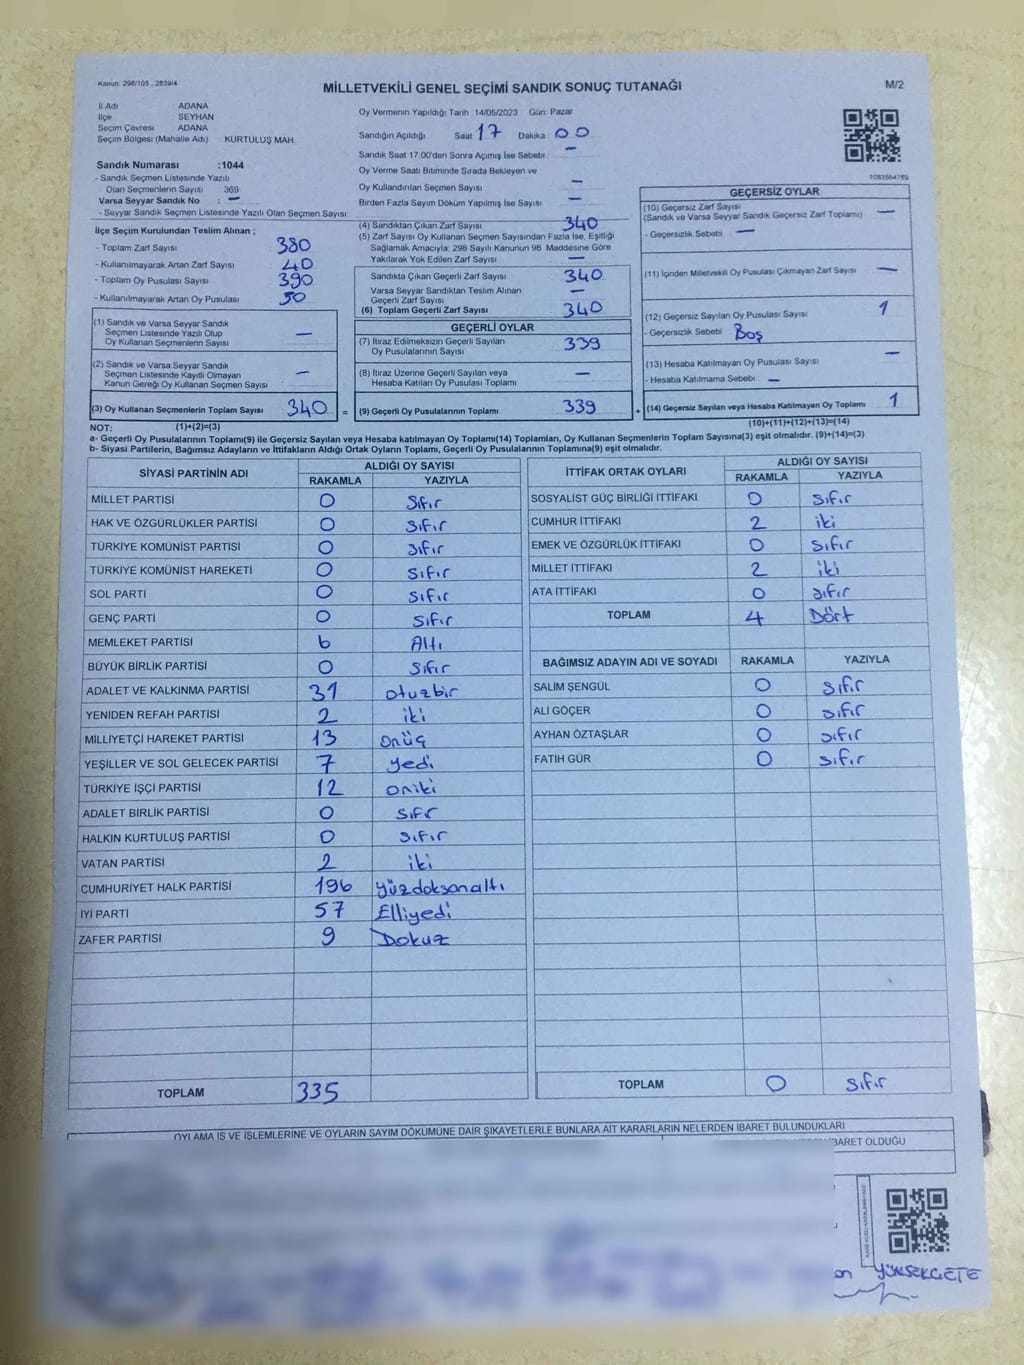 Kanun: 298/105 , 2839/4
MİLLETVEKİLİ GENEL SEÇİMİ SANDIK SONUÇ TUTANAĞI
M/2
İl Adı : ADANA
İlçe : SEYHAN
Seçim Çevresi : ADANA
Seçim Bölgesi (Mahalle Adı) : KURTULUŞ MAH.
Sandık Numarası :1044
- Sandık Seçmen Listesinde Yazılı
Olan Seçmenlerin Sayısı : 369
Varsa Seyyar Sandık No : —
- Seyyar Sandık Seçmen Listesinde Yazılı Olan Seçmen Sayısı
Oy Vermenin Yapıldığı Tarih :14/05/2023 Gün: Pazar
Sandığın Açıldığı Saat: 17 Dakika: 00
Sandık Saat 17:00'den Sonra Açımış İse Sebebi : —
Oy Verme Saati Bitiminde Sırada Bekleyen ve
Oy Kullandırılan Seçmen Sayısı —
Birden Fazla Sayım Döküm Yapılmış İse Sayısı —
1083564769
İlçe Seçim Kurulundan Teslim Alınan ;
- Toplam Zarf Sayısı 380
- Kullanılmayarak Artan Zarf Sayısı 40
- Toplam Oy Pusulası Sayısı 390
- Kullanılmayarak Artan Oy Pusulası 50
(1) Sandık ve Varsa Seyyar Sandık
Seçmen Listesinde Yazılı Olup
Oy Kullanan Seçmenlerin Sayısı —
(2) Sandık ve Varsa Seyyar Sandık
Seçmen Listesinde Kayıtlı Olmayan
Kanun Gereği Oy Kullanan Seçmen Sayısı —
(3) Oy Kullanan Seçmenlerin Toplam Sayısı 340 =
(1)+(2)=(3)
(4) Sandıktan Çıkan Zarf Sayısı 340
(5) Zarf Sayısı Oy Kullanan Seçmen Sayısından Fazla İse, Eşitliği
Sağlamak Amacıyla: 298 Sayılı Kanunun 98. Maddesine Göre
Yakılarak Yok Edilen Zarf Sayısı —
Sandıkta Çıkan Geçerli Zarf Sayısı 340
Varsa Seyyar Sandıktan Teslim Alınan
Geçerli Zarf Sayısı —
(6) Toplam Geçerli Zarf Sayısı 340
GEÇERLİ OYLAR
(7) İtiraz Edilmeksizin Geçerli Sayılan
Oy Pusulalarının Sayısı 339
(8) İtiraz Üzerine Geçerli Sayılan veya
Hesaba Katılan Oy Pusulası Toplamı —
(9) Geçerli Oy Pusulalarının Toplamı 339 +
GEÇERSİZ OYLAR
(10) Geçersiz Zarf Sayısı —
(Sandık ve Varsa Seyyar Sandık Geçersiz Zarf Toplamı)
- Geçersizlik Sebebi —
(11) İçinden Milletvekili Oy Pusulası Çıkmayan Zarf Sayısı —
(12) Geçersiz Sayılan Oy Pusulası Sayısı 1
- Geçersizlik Sebebi Boş
(13) Hesaba Katılmayan Oy Pusulası Sayısı —
- Hesaba Katılmama Sebebi —
(14) Geçersiz Sayılan veya Hesaba Katılmayan Oy Toplamı 1
(10)+(11)+(12)+(13)=(14)
NOT:
a- Geçerli Oy Pusulalarının Toplamı(9) ile Geçersiz Sayılan veya Hesaba katılmayan Oy Toplamı(14) Toplamları, Oy Kullanan Seçmenlerin Toplam Sayısına(3) eşit olmalıdır. (9)+(14)=(3)
b- Siyasi Partilerin, Bağımsız Adayların ve İttifakların Aldığı Ortak Oyların Toplamı, Geçerli Oy Pusulalarının Toplamına(9) eşit olmalıdır.
SİYASİ PARTİNİN ADI
ALDIĞI OY SAYISI
RAKAMLA YAZIYLA
MİLLET PARTİSİ 0 Sıfır
HAK VE ÖZGÜRLÜKLER PARTİSİ 0 Sıfır
TÜRKİYE KOMÜNİST PARTİSİ 0 Sıfır
TÜRKİYE KOMÜNİST HAREKETİ 0 Sıfır
SOL PARTİ 0 Sıfır
GENÇ PARTİ 0 Sıfır
MEMLEKET PARTİSİ 6 Altı
BÜYÜK BİRLİK PARTİSİ 0 Sıfır
ADALET VE KALKINMA PARTİSİ 31 otuzbir
YENİDEN REFAH PARTİSİ 2 iki
MİLLİYETÇİ HAREKET PARTİSİ 13 onüç
YEŞİLLER VE SOL GELECEK PARTİSİ 7 yedi
TÜRKİYE İŞÇİ PARTİSİ 12 oniki
ADALET BİRLİK PARTİSİ 0 Sıfır
HALKIN KURTULUŞ PARTİSİ 0 Sıfır
VATAN PARTİSİ 2 iki
CUMHURİYET HALK PARTİSİ 196 yüzdoksanaltı
İYİ PARTİ 57 Elliyedi
ZAFER PARTİSİ 9 Dokuz
TOPLAM 335
İTTİFAK ORTAK OYLARI
ALDIĞI OY SAYISI
RAKAMLA YAZIYLA
SOSYALİST GÜÇ BİRLİĞİ İTTİFAKI 0 Sıfır
CUMHUR İTTİFAKI 2 iki
EMEK VE ÖZGÜRLÜK İTTİFAKI 0 Sıfır
MİLLET İTTİFAKI 2 iki
ATA İTTİFAKI 0 Sıfır
TOPLAM 4 Dört
BAĞIMSIZ ADAYIN ADI VE SOYADI RAKAMLA YAZIYLA
SALİM ŞENGÜL 0 Sıfır
ALİ GÖÇER 0 Sıfır
AYHAN ÖZTAŞLAR 0 Sıfır
FATİH GÜR 0 Sıfır
TOPLAM 0 Sıfır
OYLAMA İŞ VE İŞLEMLERİNE VE OYLARIN SAYIM DÖKÜMÜNE DAİR ŞİKAYETLERLE BUNLARA AİT KARARLARIN NELERDEN İBARET BULUNDUKLARI
İBARET OLDUĞU
on YÜKSEKGETE